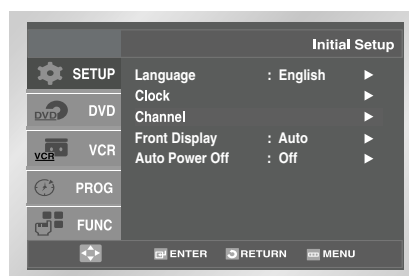 Initial Setup
SETUP
Language : English ►
Clock ►
DVD
Channel ►
VCR
Front Display : Auto ►
Auto Power Off : Off ►
PROG
FUNC
ENTER RETURN MENU